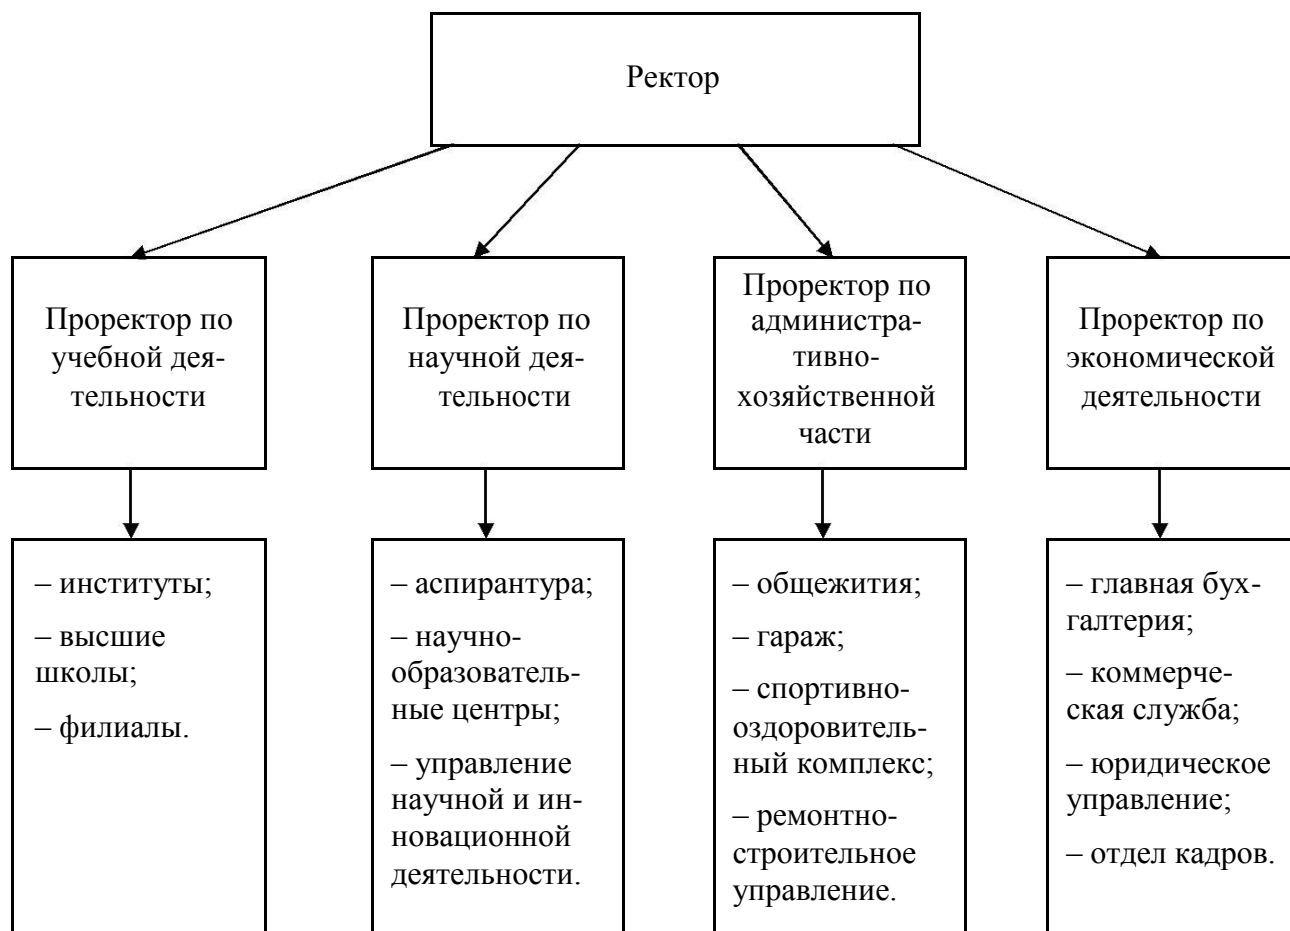 Ректор
Проректор по
учебной дея-
тельности
Проректор по
научной дея-
тельности
Проректор по
администра-
тивно-
хозяйственной
части
Проректор по
экономической
деятельности
– институты;
– высшие
школы;
– филиалы.
– аспирантура;
– научно-
образователь-
ные центры;
– управление
научной и ин-
новационной
деятельности.
– общежития;
– гараж;
– спортивно-
оздоровитель-
ный комплекс;
– ремонтно-
строительное
управление.
– главная бух-
галтерия;
– коммерче-
ская служба;
– юридическое
управление;
– отдел кадров.